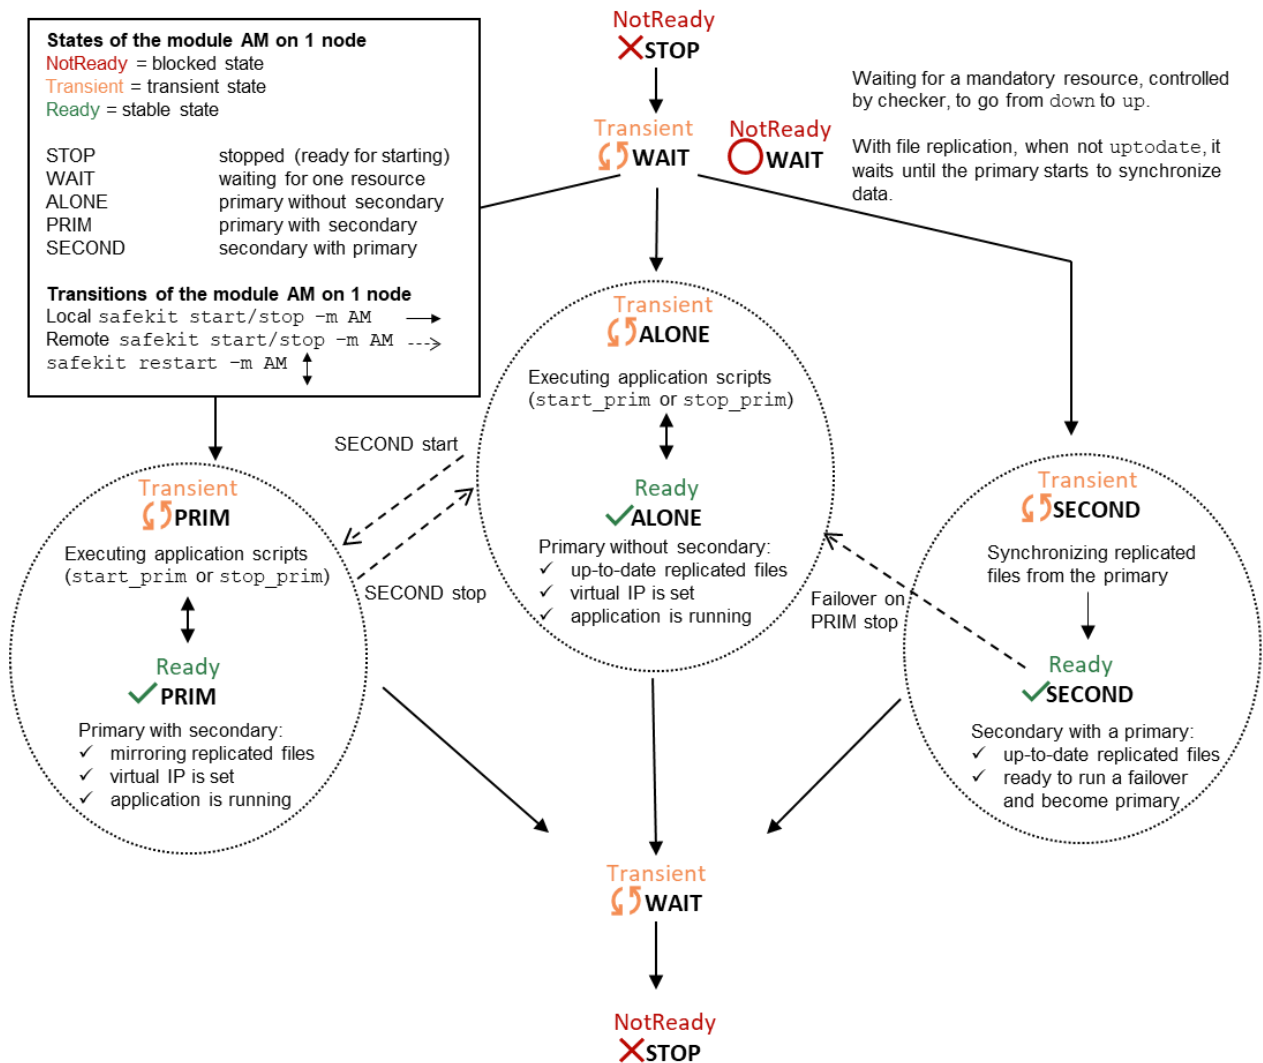 States of the module AM on 1 node
NotReady = blocked state
Transient = transient state
Ready = stable state
STOP stopped (ready for starting)
WAIT waiting for one resource
ALONE primary without secondary
PRIM primary with secondary
SECOND secondary with primary
Transitions of the module AM on 1 node
Local safekit start/stop –m AM
Remote safekit start/stop –m AM
safekit restart –m AM
NotReady
STOP
Transient
WAIT
NotReady
WAIT
Waiting for a mandatory resource, controlled
by checker, to go from down to up.
With file replication, when not uptodate, it
waits until the primary starts to synchronize
data.
Transient
ALONE
Executing application scripts
(start_prim or stop_prim)
Ready
ALONE
Primary without secondary:
✓ up-to-date replicated files
✓ virtual IP is set
✓ application is running
SECOND start
SECOND stop
Failover on
PRIM stop
Transient
PRIM
Executing application scripts
(start_prim or stop_prim)
Ready
PRIM
Primary with secondary:
✓ mirroring replicated files
✓ virtual IP is set
✓ application is running
Transient
SECOND
Synchronizing replicated
files from the primary
Ready
SECOND
Secondary with a primary:
✓ up-to-date replicated files
✓ ready to run a failover
and become primary
Transient
WAIT
NotReady
STOP